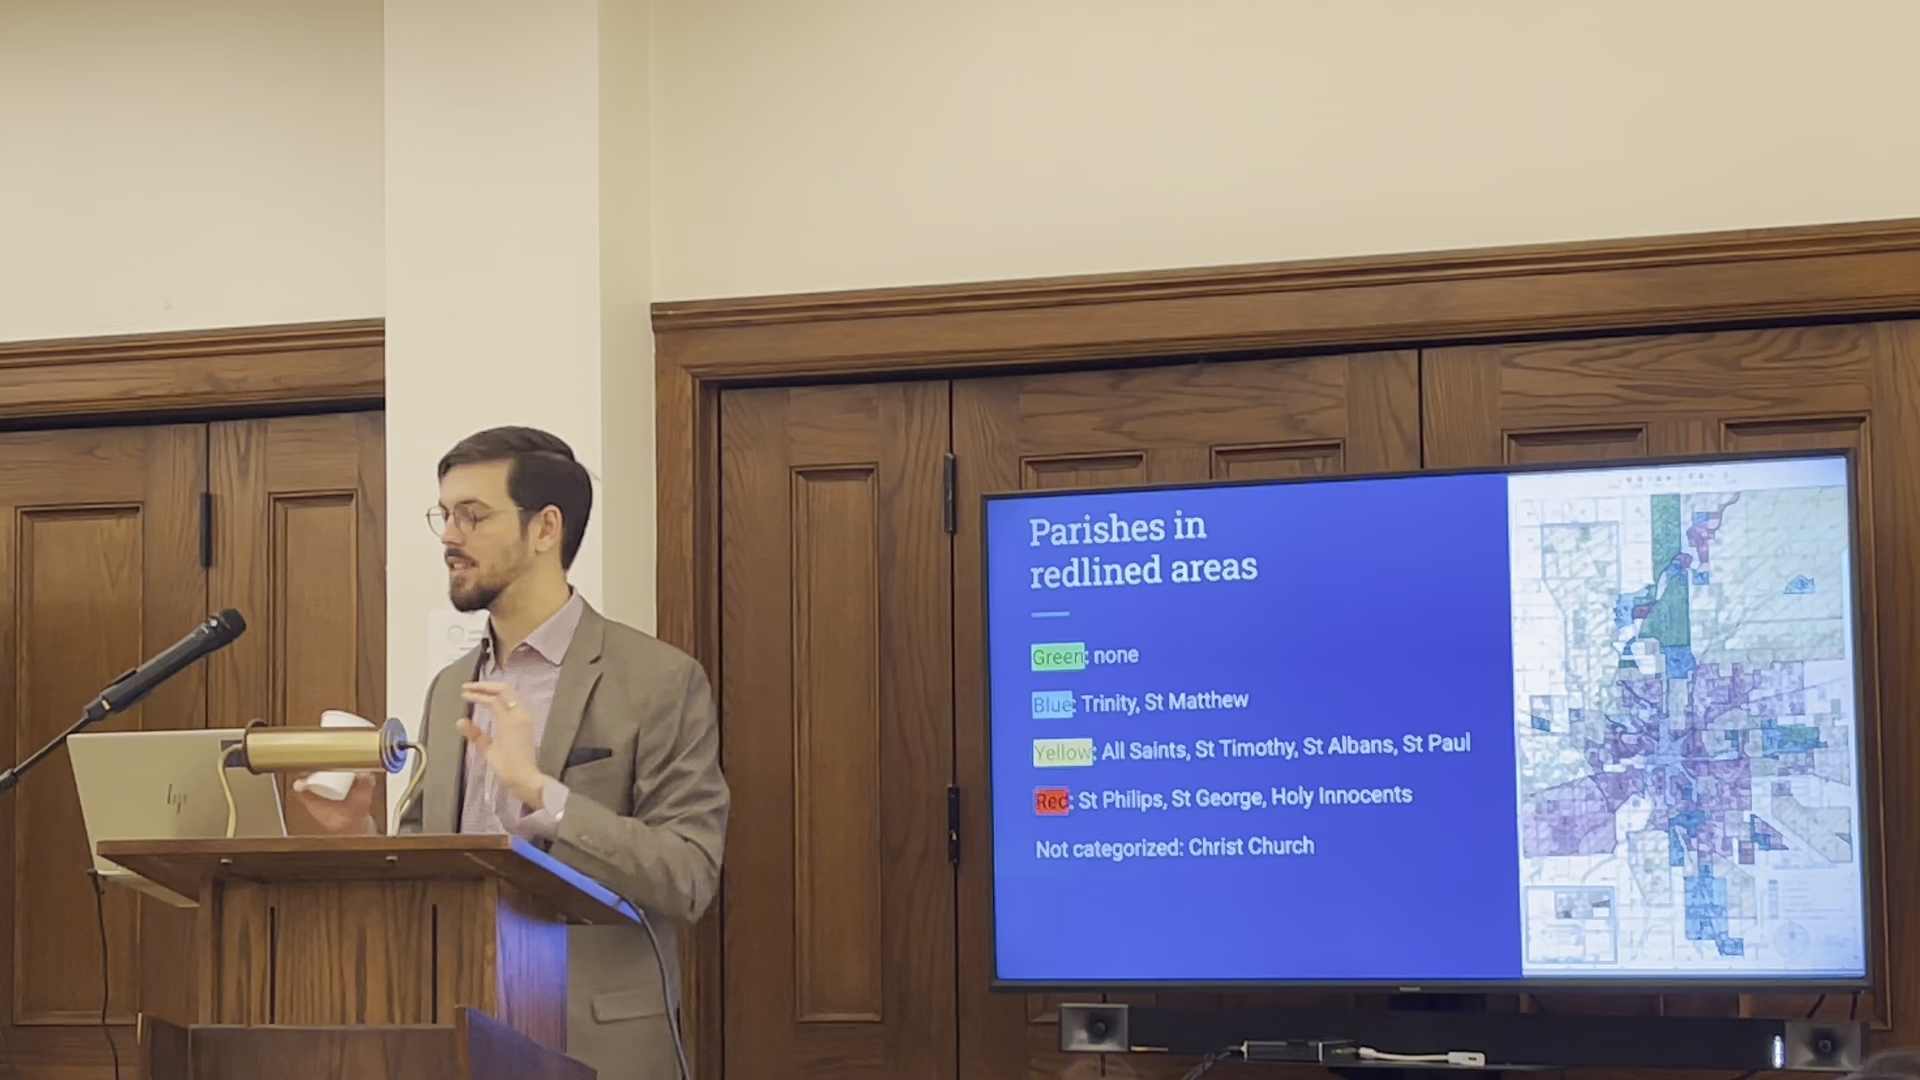 Parishes in
redlined areas
Green: none
Blue: Trinity, St Matthew
Yellow: All Saints, St Timothy, St Albans, St Paul
Red: St Philips, St George, Holy Innocents
Not categorized: Christ Church
hp